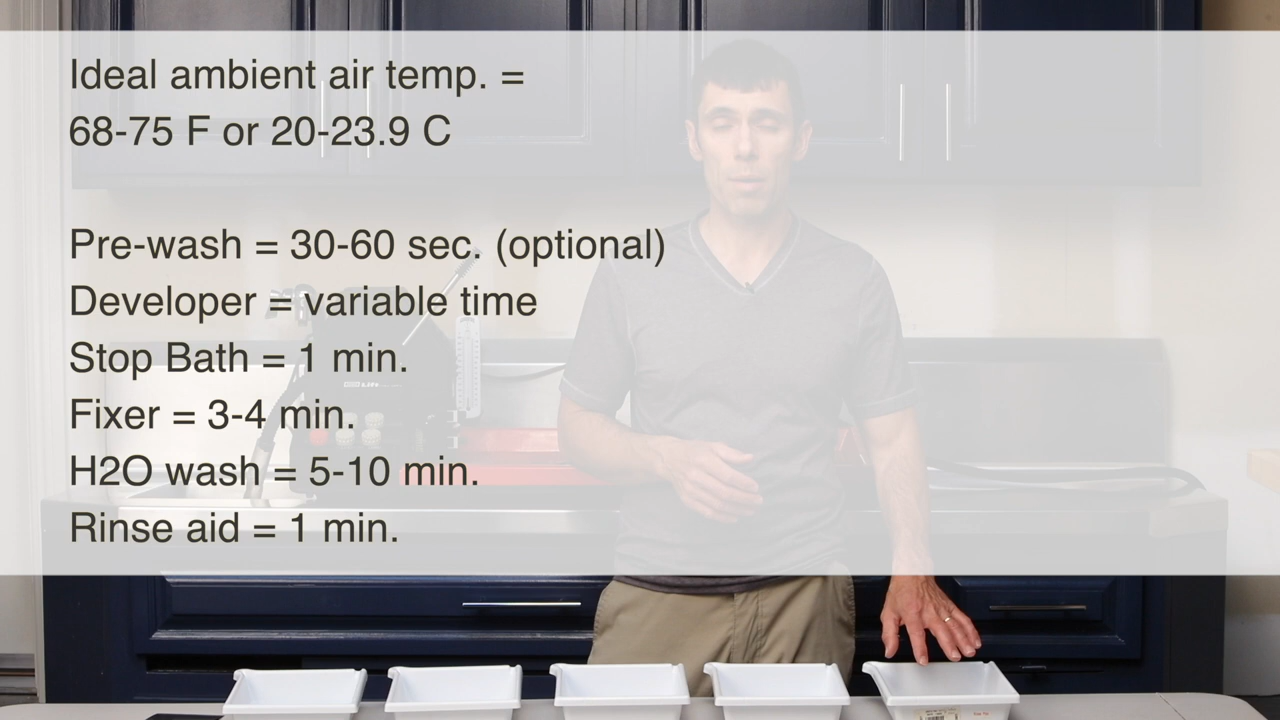 Ideal ambient air temp. =
68-75 F or 20-23.9 C
Pre-wash = 30-60 sec. (optional)
Developer = variable time
Stop Bath = 1 min.
Fixer = 3-4 min.
H2O wash = 5-10 min.
Rinse aid = 1 min.